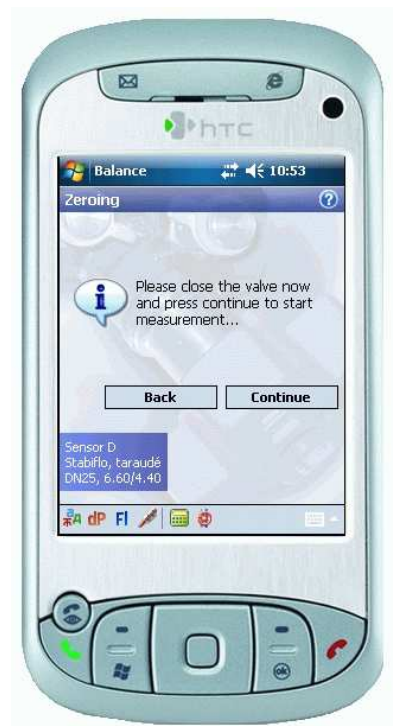 hTC
Balance 10:53
Zeroing ?
i
Please close the valve now
and press continue to start
measurement...
Back Continue
Sensor D
Stabiflo, taraudé
DN25, 6.60/4.40
dP Fl
ok